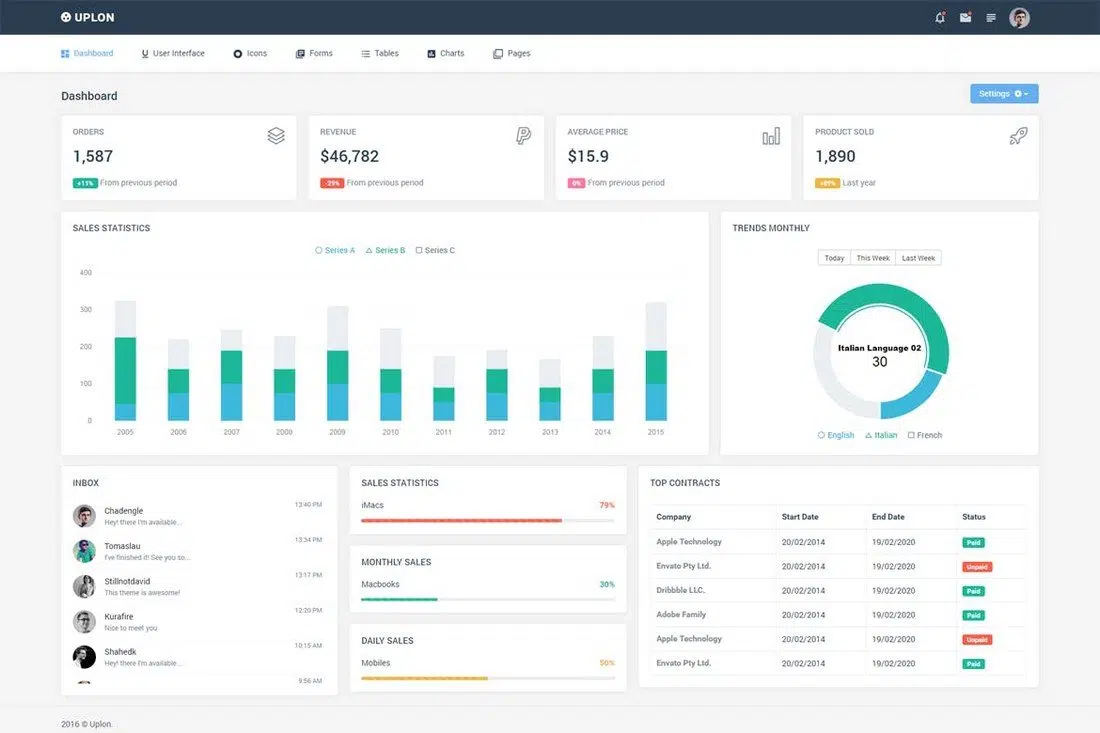 UPLON
Dashboard User Interface Icons Forms Tables Charts Pages
Dashboard
Settings
ORDERS
1,587
+11% From previous period
REVENUE
$46,782
-29% From previous period
AVERAGE PRICE
$15.9
0% From previous period
PRODUCT SOLD
1,890
+89% Last year
SALES STATISTICS
Series A Series B Series C
400
300
200
100
0
2005 2006 2007 2008 2009 2010 2011 2012 2013 2014 2015
TRENDS MONTHLY
Today This Week Last Week
Italian Language 02
30
English Italian French
INBOX
Chadengle 13:40 PM
Hey! there I'm available...
Tomaslau 13:34 PM
I've finished it! See you so...
Stillnotdavid 13:17 PM
This theme is awesome!
Kurafire 12:20 PM
Nice to meet you
Shahedk 10:15 AM
Hey! there I'm available...
9:56 AM
SALES STATISTICS
iMacs 79%
MONTHLY SALES
Macbooks 30%
DAILY SALES
Mobiles 50%
TOP CONTRACTS
Company Start Date End Date Status
Apple Technology 20/02/2014 19/02/2020 Paid
Envato Pty Ltd. 20/02/2014 19/02/2020 Unpaid
Dribbble LLC. 20/02/2014 19/02/2020 Paid
Adobe Family 20/02/2014 19/02/2020 Paid
Apple Technology 20/02/2014 19/02/2020 Unpaid
Envato Pty Ltd. 20/02/2014 19/02/2020 Paid
2016 © Uplon.